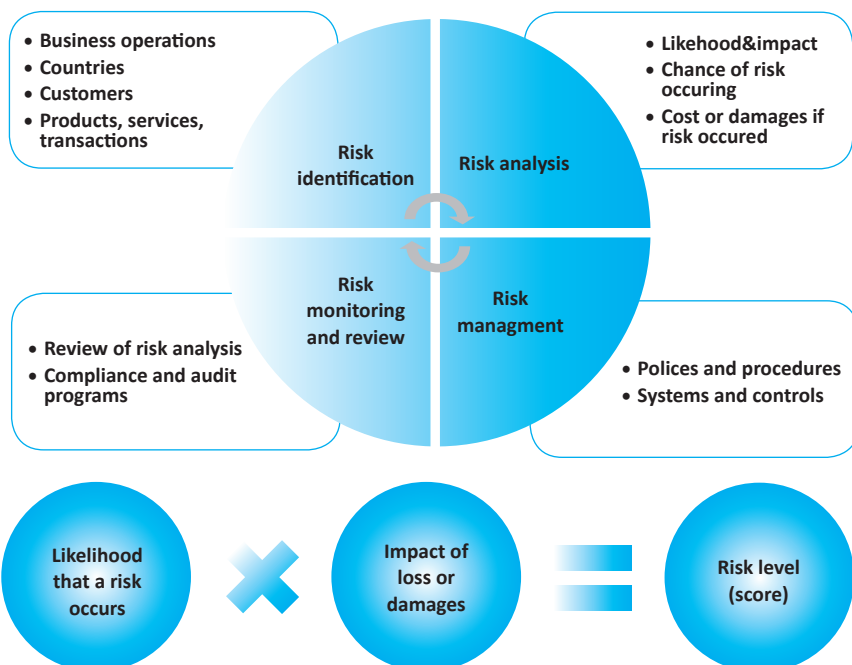 • Business operations
• Countries
• Customers
• Products, services,
transactions
• Likehood&impact
• Chance of risk
occuring
• Cost or damages if
risk occured
Risk
identification
Risk analysis
Risk
monitoring
and review
Risk
managment
• Review of risk analysis
• Compliance and audit
programs
• Polices and procedures
• Systems and controls
Likelihood
that a risk
occurs
Impact of
loss or
damages
Risk level
(score)